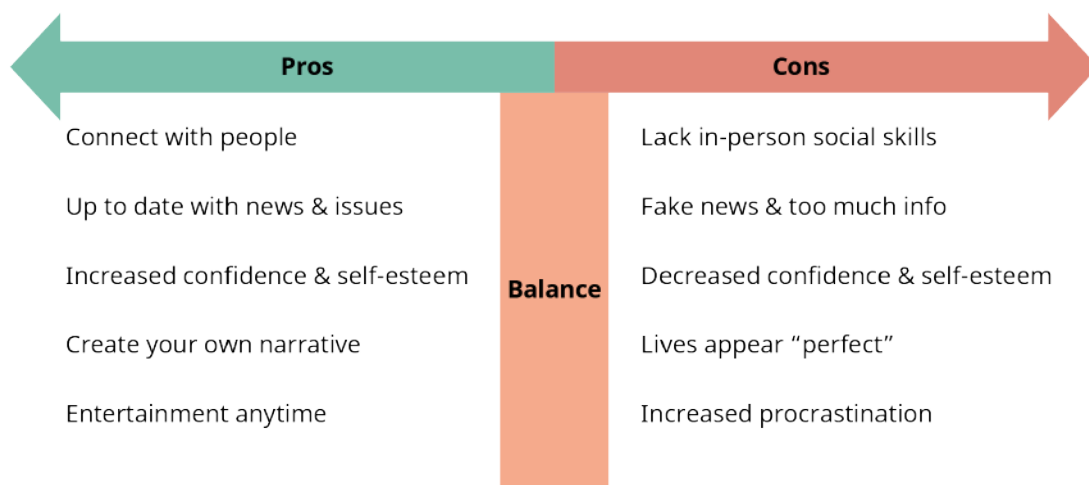 Pros
Cons
Connect with people
Lack in-person social skills
Up to date with news & issues
Fake news & too much info
Increased confidence & self-esteem
Balance
Decreased confidence & self-esteem
Create your own narrative
Lives appear “perfect”
Entertainment anytime
Increased procrastination